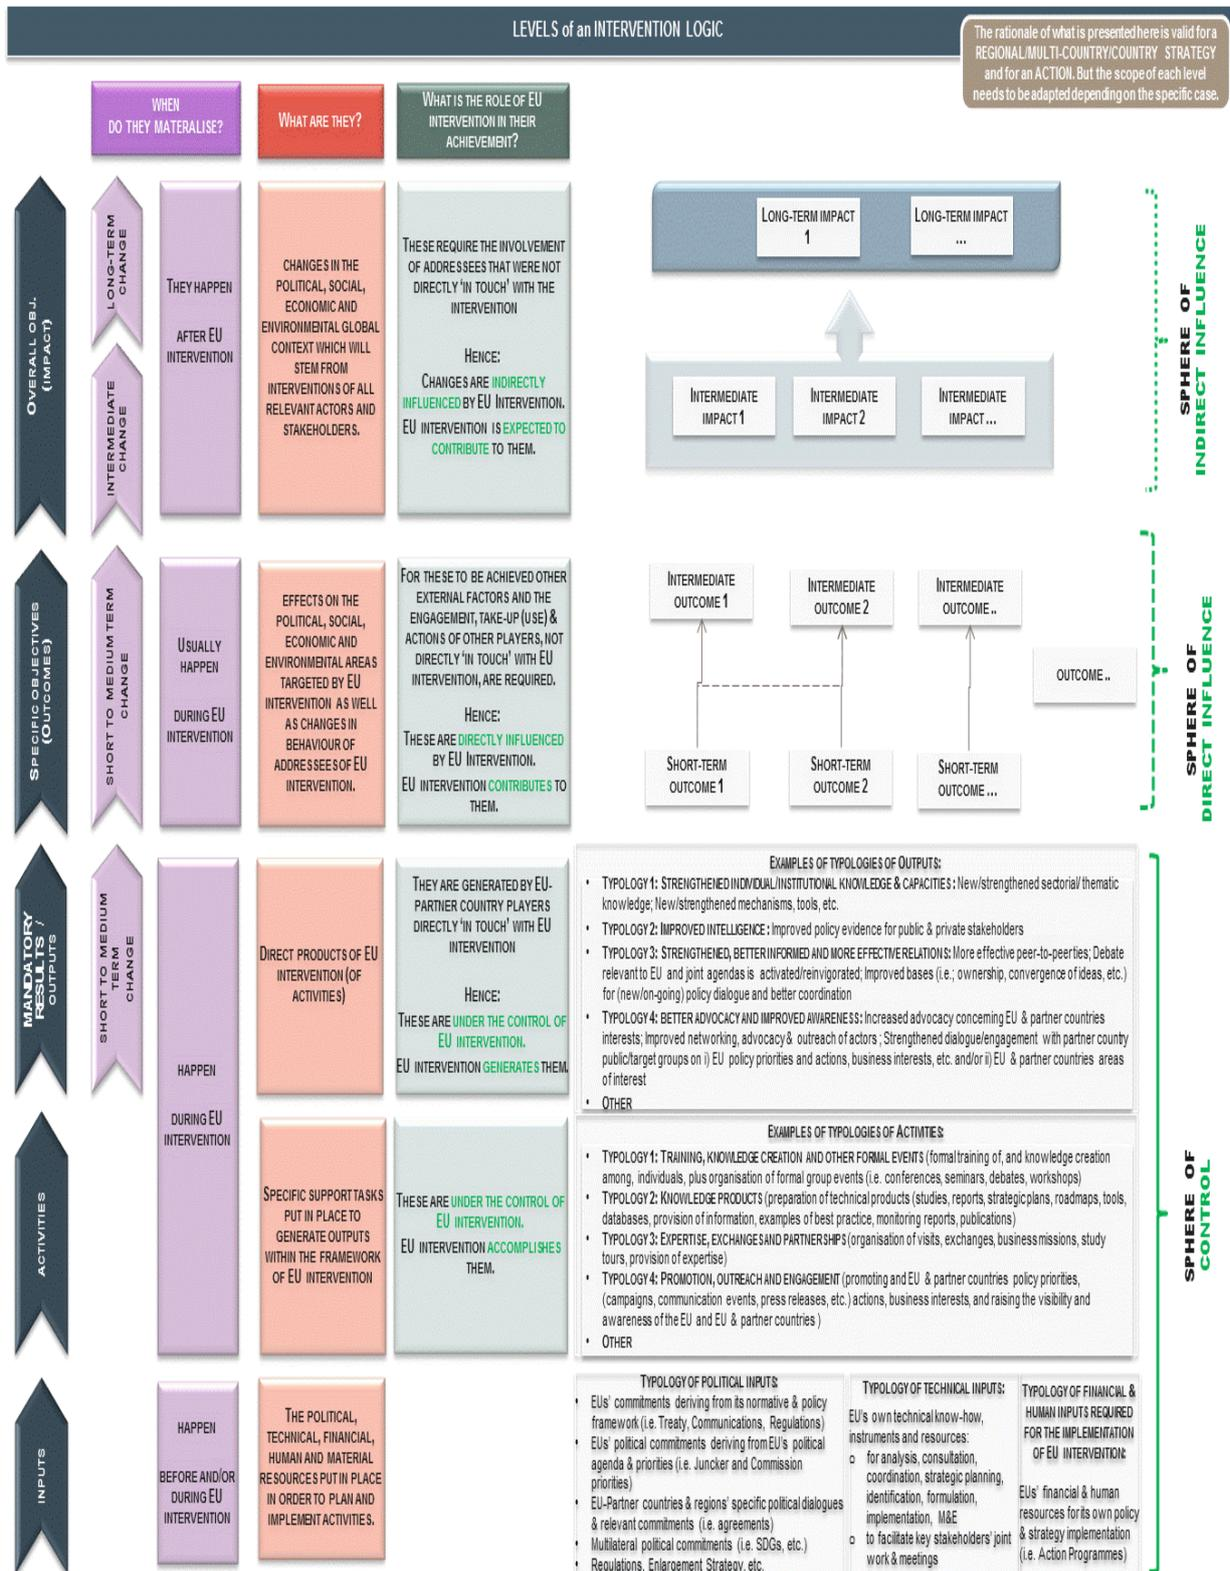 LEVELS of an INTERVENTION LOGIC
The rationale of what is presented here is valid for a
REGIONAL/MULTI-COUNTRY/COUNTRY STRATEGY
and for an ACTION. But the scope of each level
needs to be adapted depending on the specific case.
WHEN
DO THEY MATERALISE?
WHAT ARE THEY?
WHAT IS THE ROLE OF EU
INTERVENTION IN THEIR
ACHIEVEMENT?
OVERALL OBJ.
(IMPACT)
LONG-TERM
CHANGE
INTERMEDIATE
CHANGE
THEY HAPPEN
AFTER EU
INTERVENTION
CHANGES IN THE
POLITICAL, SOCIAL,
ECONOMIC AND
ENVIRONMENTAL GLOBAL
CONTEXT WHICH WILL
STEM FROM
INTERVENTIONS OF ALL
RELEVANT ACTORS AND
STAKEHOLDERS.
THESE REQUIRE THE INVOLVEMENT
OF ADDRESSEES THAT WERE NOT
DIRECTLY 'IN TOUCH' WITH THE
INTERVENTION
HENCE:
CHANGES ARE INDIRECTLY
INFLUENCED BY EU INTERVENTION.
EU INTERVENTION IS EXPECTED TO
CONTRIBUTE TO THEM.
LONG-TERM IMPACT
1
LONG-TERM IMPACT
...
INTERMEDIATE
IMPACT 1
INTERMEDIATE
IMPACT 2
INTERMEDIATE
IMPACT...
SPHERE OF
INDIRECT INFLUENCE
SPECIFIC OBJECTIVES
(OUTCOMES)
SHORT TO MEDIUM TERM
CHANGE
USUALLY
HAPPEN
DURING EU
INTERVENTION
EFFECTS ON THE
POLITICAL, SOCIAL,
ECONOMIC AND
ENVIRONMENTAL AREAS
TARGETED BY EU
INTERVENTION AS WELL
AS CHANGES IN
BEHAVIOUR OF
ADDRESSEES OF EU
INTERVENTION.
FOR THESE TO BE ACHIEVED OTHER
EXTERNAL FACTORS AND THE
ENGAGEMENT, TAKE-UP (USE) &
ACTIONS OF OTHER PLAYERS, NOT
DIRECTLY 'IN TOUCH' WITH EU
INTERVENTION, ARE REQUIRED.
HENCE:
THESE ARE DIRECTLY INFLUENCED
BY EU INTERVENTION.
EU INTERVENTION CONTRIBUTES TO
THEM.
INTERMEDIATE
OUTCOME 1
INTERMEDIATE
OUTCOME 2
INTERMEDIATE
OUTCOME ..
OUTCOME ..
SHORT-TERM
OUTCOME 1
SHORT-TERM
OUTCOME 2
SHORT-TERM
OUTCOME ...
SPHERE OF
DIRECT INFLUENCE
MANDATORY
RESULTS /
OUTPUTS
SHORT TO MEDIUM
TERM
CHANGE
HAPPEN
DURING EU
INTERVENTION
DIRECT PRODUCTS OF EU
INTERVENTION (OF
ACTIVITIES)
THEY ARE GENERATED BY EU-
PARTNER COUNTRY PLAYERS
DIRECTLY 'IN TOUCH' WITH EU
INTERVENTION
HENCE:
THESE ARE UNDER THE CONTROL OF
EU INTERVENTION.
EU INTERVENTION GENERATES THEM.
EXAMPLES OF TYPOLOGIES OF OUTPUTS:
• TYPOLOGY 1: STRENGTHENED INDIVIDUAL/INSTITUTIONAL KNOWLEDGE & CAPACITIES: New/strengthened sectorial/ thematic
knowledge; New/strengthened mechanisms, tools, etc.
• TYPOLOGY 2: IMPROVED INTELLIGENCE: Improved policy evidence for public & private stakeholders
• TYPOLOGY 3: STRENGTHENED, BETTER INFORMED AND MORE EFFECTIVE RELATIONS: More effective peer-to-peerties; Debate
relevant to EU and joint agendas is activated/reinvigorated; Improved bases (i.e.; ownership, convergence of ideas, etc.)
for (new/on-going) policy dialogue and better coordination
• TYPOLOGY 4: BETTER ADVOCACY AND IMPROVED AWARENESS: Increased advocacy concerning EU & partner countries
interests; Improved networking, advocacy & outreach of actors ; Strengthened dialogue/engagement with partner county
public/target groups on i) EU policy priorities and actions, business interests, etc. and/or ii) EU & partner countries areas
of interest
• OTHER
ACTIVITIES
SPECIFIC SUPPORT TASKS
PUT IN PLACE TO
GENERATE OUTPUTS
WITHIN THE FRAMEWORK
OF EU INTERVENTION
THESE ARE UNDER THE CONTROL OF
EU INTERVENTION.
EU INTERVENTION ACCOMPLISHES
THEM.
EXAMPLES OF TYPOLOGIES OF ACTIVITIES:
• TYPOLOGY 1: TRAINING, KNOWLEDGE CREATION AND OTHER FORMAL EVENTS (formal training of, and knowledge creation
among, individuals, plus organisation of formal group events (i.e. conferences, seminars, debates, workshops)
• TYPOLOGY 2: KNOWLEDGE PRODUCTS (preparation of technical products (studies, reports, strategic plans, roadmaps, tools,
databases, provision of information, examples of best practice, monitoring reports, publications)
• TYPOLOGY 3: EXPERTISE, EXCHANGES AND PARTNERSHIPS (organisation of visits, exchanges, business missions, study
tours, provision of expertise)
• TYPOLOGY 4: PROMOTION, OUTREACH AND ENGAGEMENT (promoting and EU & partner countries policy priorities,
(campaigns, communication events, press releases, etc.) actions, business interests, and raising the visibility and
awareness of the EU and EU & partner countries )
• OTHER
SPHERE OF
CONTROL
INPUTS
HAPPEN
BEFORE AND/OR
DURING EU
INTERVENTION
THE POLITICAL,
TECHNICAL, FINANCIAL,
HUMAN AND MATERIAL
RESOURCES PUT IN PLACE
IN ORDER TO PLAN AND
IMPLEMENT ACTIVITIES.
TYPOLOGY OF POLITICAL INPUTS:
• EUs' commitments deriving from its normative & policy
framework (i.e. Treaty, Communications, Regulations)
• EUs' political commitments deriving from EU's political
agenda & priorities (i.e. Juncker and Commission
priorities)
• EU-Partner countries & regions' specific political dialogues
& relevant commitments (i.e. agreements)
• Multilateral political commitments (i.e. SDGs, etc.)
• Regulations, Enlargement Strategy, etc.
TYPOLOGY OF TECHNICAL INPUTS:
EU's own technical know-how,
instruments and resources:
o for analysis, consultation,
coordination, strategic planning,
identification, formulation,
implementation, M&E
o to facilitate key stakeholders' joint
work & meetings
TYPOLOGY OF FINANCIAL &
HUMAN INPUTS REQUIRED
FOR THE IMPLEMENTATION
OF EU INTERVENTION:
EUs' financial & human
resources for its own policy
& strategy implementation
(i.e. Action Programmes)